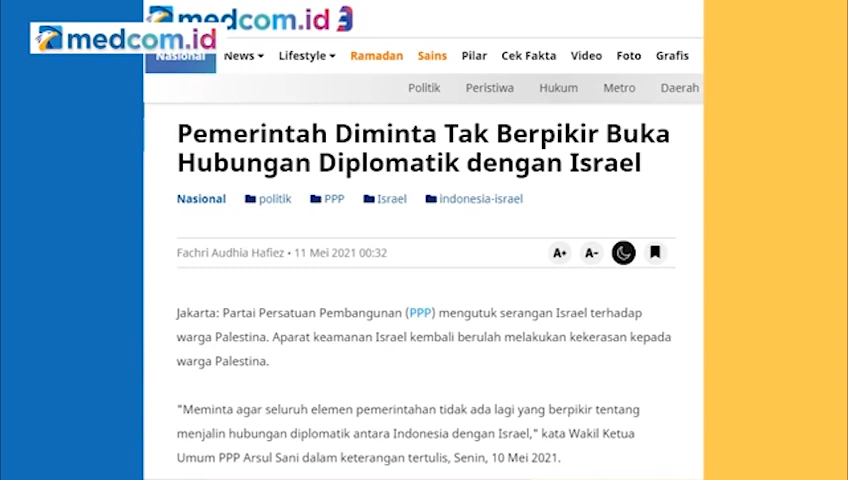 medcom.id
medcom.id
Nasional News Lifestyle Ramadan Sains Pilar Cek Fakta Video Foto Grafis
Politik Peristiwa Hukum Metro Daerah
Pemerintah Diminta Tak Berpikir Buka
Hubungan Diplomatik dengan Israel
Nasional politik PPP Israel indonesia-israel
Fachri Audhia Hafiez • 11 Mei 2021 00:32 A+ A-
Jakarta: Partai Persatuan Pembangunan (PPP) mengutuk serangan Israel terhadap
warga Palestina. Aparat keamanan Israel kembali berulah melakukan kekerasan kepada
warga Palestina.
"Meminta agar seluruh elemen pemerintahan tidak ada lagi yang berpikir tentang
menjalin hubungan diplomatik antara Indonesia dengan Israel," kata Wakil Ketua
Umum PPP Arsul Sani dalam keterangan tertulis, Senin, 10 Mei 2021.